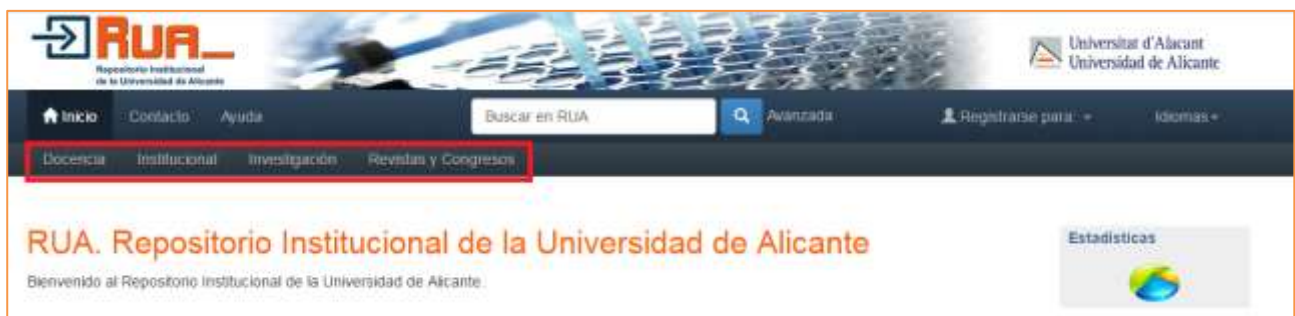 RUA_
Repositorio Institucional
de la Universidad de Alicante
Universitat d'Alacant
Universidad de Alicante
Inicio Contacto Ayuda Buscar en RUA Avanzada Registrarse para: Idiomas
Docencia Institucional Investigación Revistas y Congresos
RUA. Repositorio Institucional de la Universidad de Alicante
Estadísticas
Bienvenido al Repositorio Institucional de la Universidad de Alicante.